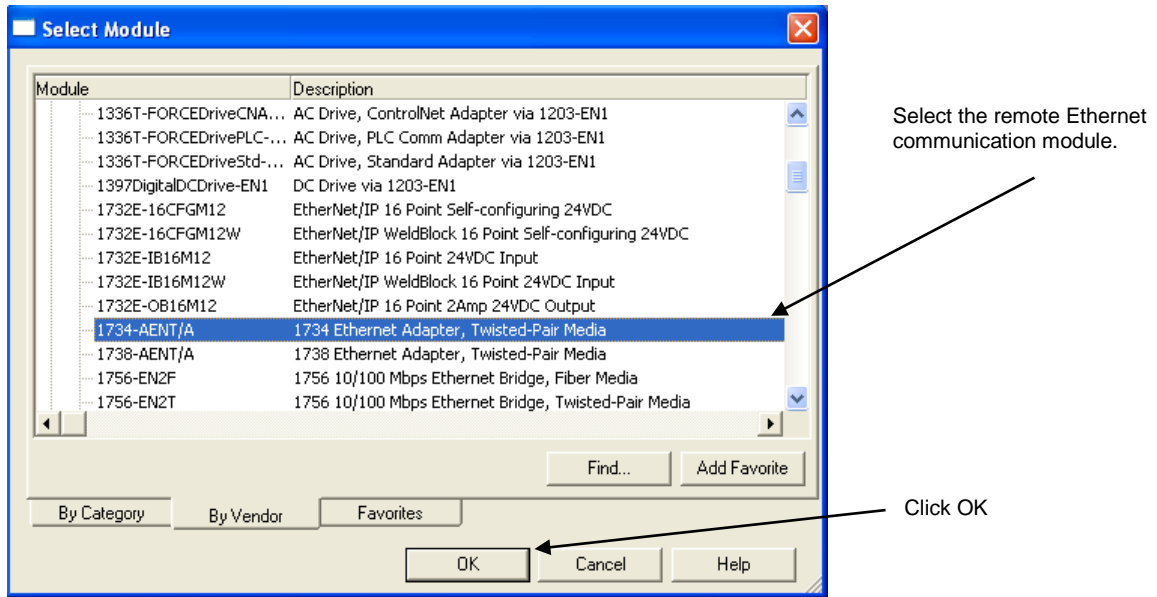 Select Module
Module Description
1336T-FORCEDriveCNA... AC Drive, ControlNet Adapter via 1203-EN1
1336T-FORCEDrivePLC-... AC Drive, PLC Comm Adapter via 1203-EN1
1336T-FORCEDriveStd-... AC Drive, Standard Adapter via 1203-EN1
1397DigitalDCDrive-EN1 DC Drive via 1203-EN1
1732E-16CFGM12 EtherNet/IP 16 Point Self-configuring 24VDC
1732E-16CFGM12W EtherNet/IP WeldBlock 16 Point Self-configuring 24VDC
1732E-IB16M12 EtherNet/IP 16 Point 24VDC Input
1732E-IB16M12W EtherNet/IP WeldBlock 16 Point 24VDC Input
1732E-OB16M12 EtherNet/IP 16 Point 2Amp 24VDC Output
1734-AENT/A 1734 Ethernet Adapter, Twisted-Pair Media
1738-AENT/A 1738 Ethernet Adapter, Twisted-Pair Media
1756-EN2F 1756 10/100 Mbps Ethernet Bridge, Fiber Media
1756-EN2T 1756 10/100 Mbps Ethernet Bridge, Twisted-Pair Media
Find... Add Favorite
By Category By Vendor Favorites
OK Cancel Help
Select the remote Ethernet
communication module.
Click OK